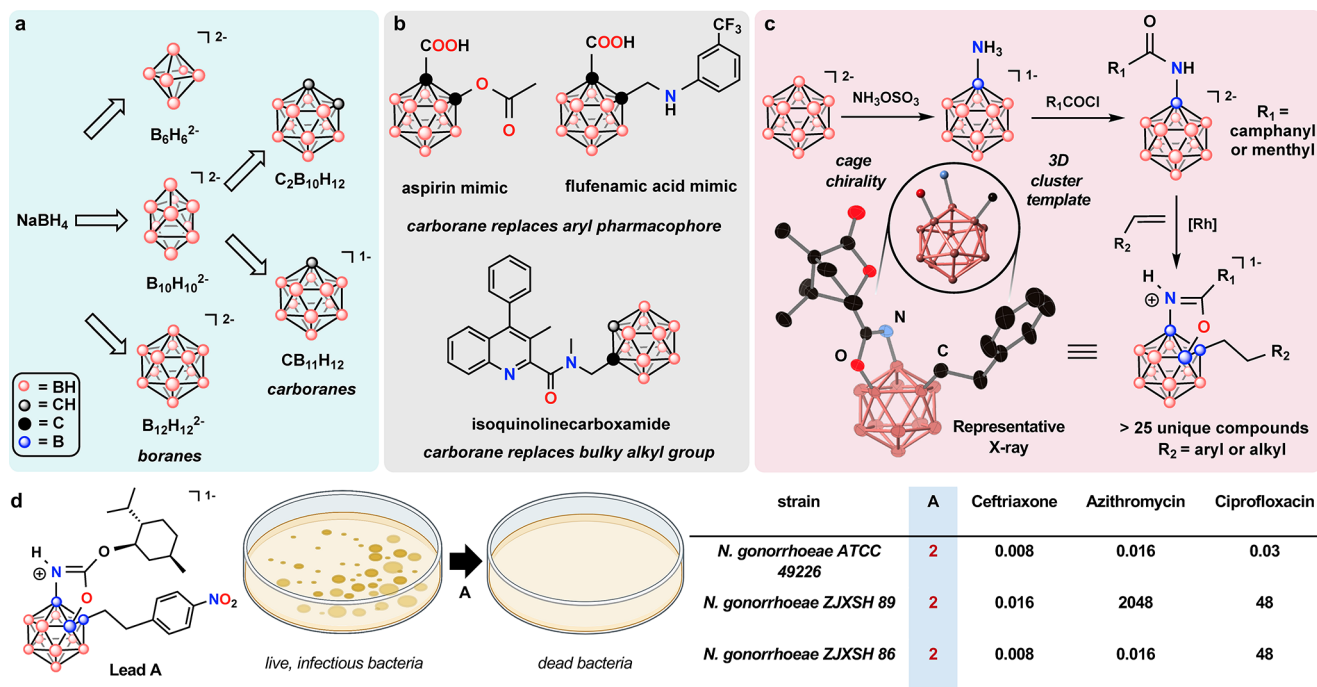 a
2-
B6H6 2-
NaBH4
2-
B10H10 2-
2-
B12H12 2-
boranes
C2B10H12
1-
CB11H12
carboranes
= BH
= CH
= C
= B
b
COOH
O
O
aspirin mimic
CF3
COOH
N
H
flufenamic acid mimic
carborane replaces aryl pharmacophore
N
N
O
isoquinolinecarboxamide
carborane replaces bulky alkyl group
c
2-
NH3OSO3
NH3
1-
R1COCl
O
R1
NH
2-
R1 =
camphanyl
or menthyl
cage
chirality
3D
cluster
template
R2
[Rh]
N
O
C
Representative
X-ray
1-
H
N
R1
O
R2
> 25 unique compounds
R2 = aryl or alkyl
d
1-
H
N
O
O
NO2
Lead A
live, infectious bacteria
A
dead bacteria
strain A Ceftriaxone Azithromycin Ciprofloxacin
N. gonorrhoeae ATCC
49226 2 0.008 0.016 0.03
N. gonorrhoeae ZJXSH 89 2 0.016 2048 48
N. gonorrhoeae ZJXSH 86 2 0.008 0.016 48